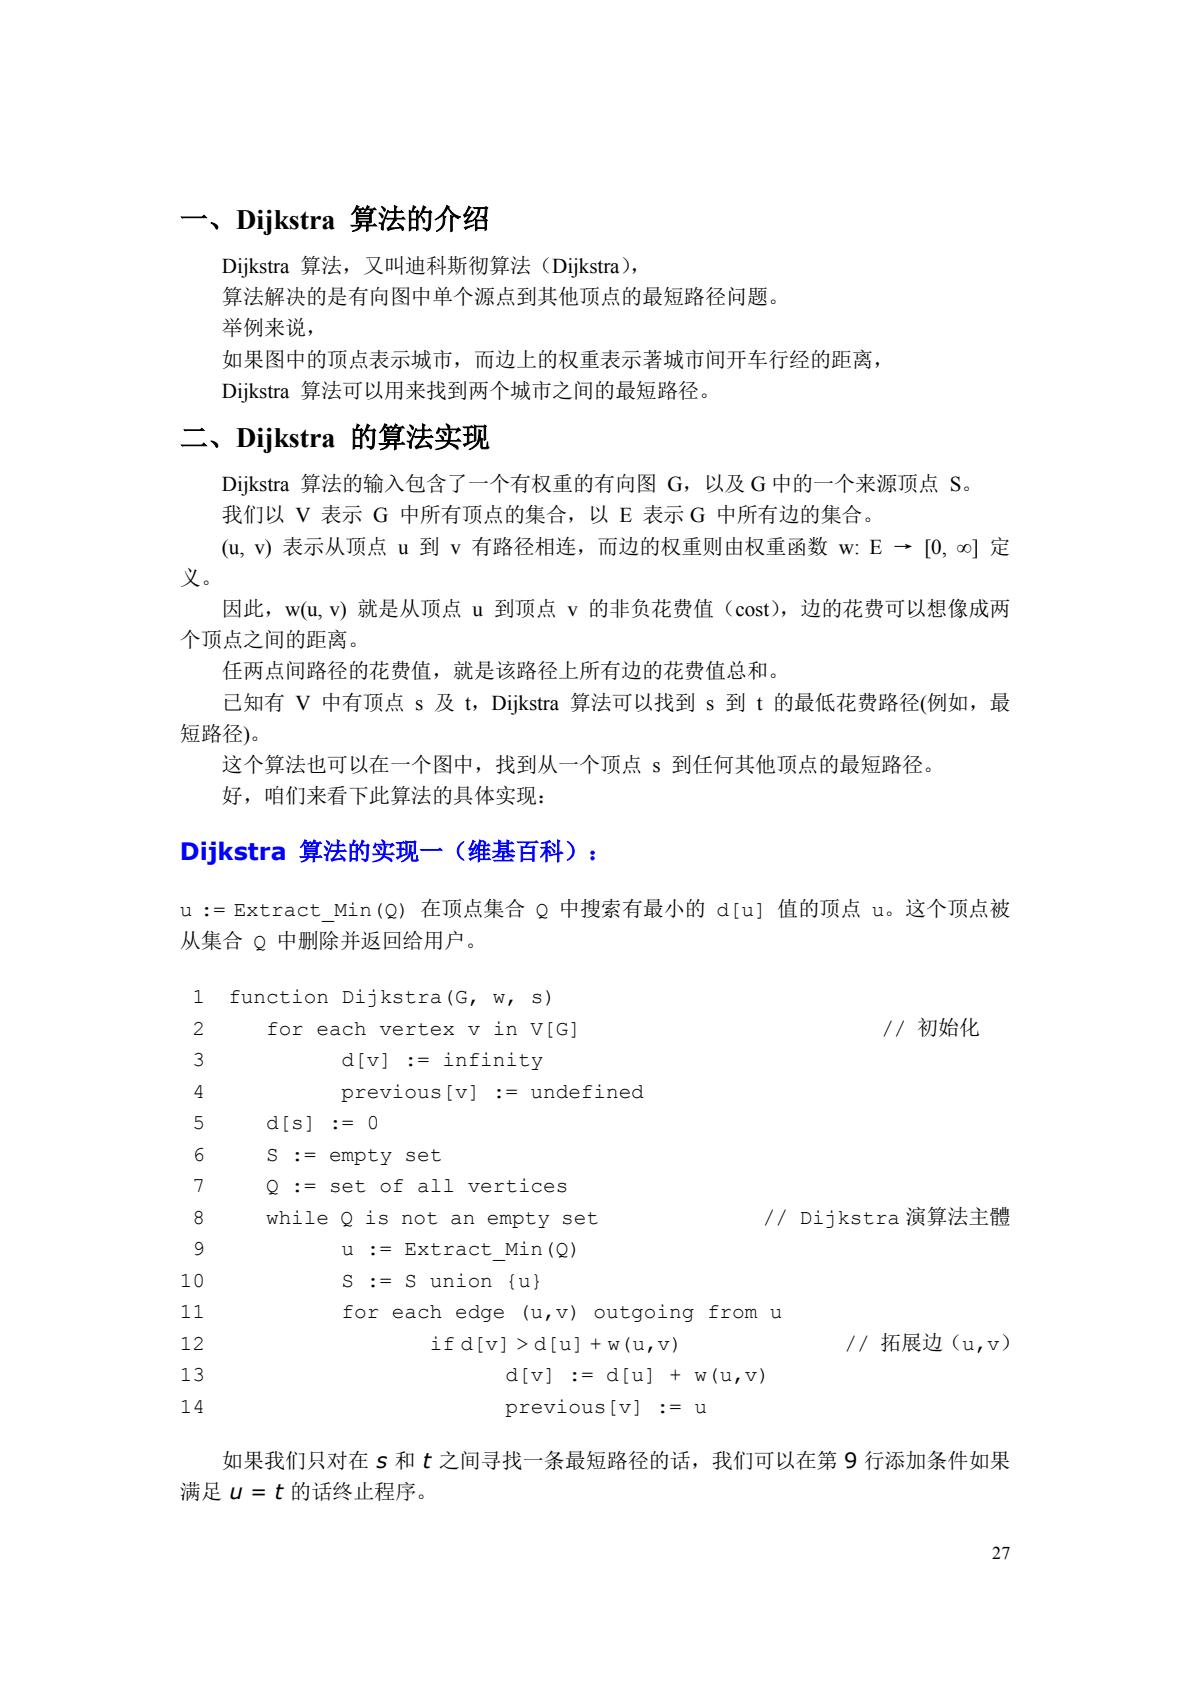 一、Dijkstra 算法的介绍
Dijkstra 算法，又叫迪科斯彻算法（Dijkstra），
算法解决的是有向图中单个源点到其他顶点的最短路径问题。
举例来说，
如果图中的顶点表示城市，而边上的权重表示著城市间开车行经的距离，
Dijkstra 算法可以用来找到两个城市之间的最短路径。
二、Dijkstra 的算法实现
Dijkstra 算法的输入包含了一个有权重的有向图 G，以及 G 中的一个来源顶点 S。
我们以 V 表示 G 中所有顶点的集合，以 E 表示 G 中所有边的集合。
(u, v) 表示从顶点 u 到 v 有路径相连，而边的权重则由权重函数 w: E → [0, ∞] 定
义。
因此，w(u, v) 就是从顶点 u 到顶点 v 的非负花费值（cost），边的花费可以想像成两
个顶点之间的距离。
任两点间路径的花费值，就是该路径上所有边的花费值总和。
已知有 V 中有顶点 s 及 t，Dijkstra 算法可以找到 s 到 t 的最低花费路径(例如，最
短路径)。
这个算法也可以在一个图中，找到从一个顶点 s 到任何其他顶点的最短路径。
好，咱们来看下此算法的具体实现：
Dijkstra 算法的实现一（维基百科）：
u := Extract_Min(Q) 在顶点集合 Q 中搜索有最小的 d[u] 值的顶点 u。这个顶点被
从集合 Q 中删除并返回给用户。
1 function Dijkstra(G, w, s)
2 for each vertex v in V[G] // 初始化
3 d[v] := infinity
4 previous[v] := undefined
5 d[s] := 0
6 S := empty set
7 Q := set of all vertices
8 while Q is not an empty set // Dijkstra 演算法主體
9 u := Extract_Min(Q)
10 S := S union {u}
11 for each edge (u,v) outgoing from u
12 if d[v] > d[u] + w(u,v) // 拓展边（u,v）
13 d[v] := d[u] + w(u,v)
14 previous[v] := u
如果我们只对在 s 和 t 之间寻找一条最短路径的话，我们可以在第 9 行添加条件如果
满足 u = t 的话终止程序。
27